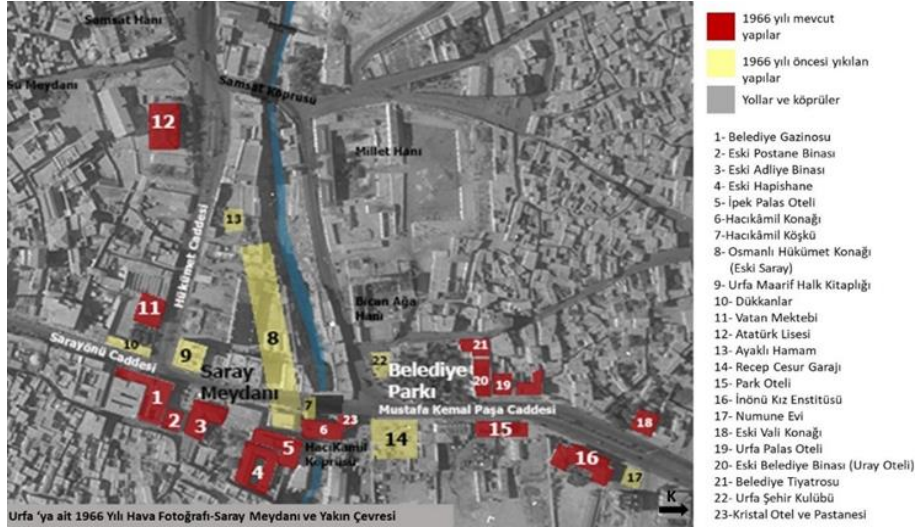 Samsat Hanı
Su Meydanı
Samsat Köprüsü
12
Millet Hanı
13
Hükümet Caddesi
11
Bican Ağa
Hanı
8
10
Sarayönü Caddesi
9
Saray
Meydanı
22
Belediye
Parkı
21
20
19
Mustafa Kemal Paşa Caddesi
1
2
3
7
6
23
5
4
HacıKamil
Köprüsü
14
15
18
16
17
K
Urfa 'ya ait 1966 Yılı Hava Fotoğrafı-Saray Meydanı ve Yakın Çevresi
1966 yılı mevcut
yapılar
1966 yılı öncesi yıkılan
yapılar
Yollar ve köprüler
1- Belediye Gazinosu
2- Eski Postane Binası
3- Eski Adliye Binası
4- Eski Hapishane
5- İpek Palas Oteli
6-Hacıkâmil Konağı
7-Hacıkâmil Köşkü
8- Osmanlı Hükümet Konağı
(Eski Saray)
9- Urfa Maarif Halk Kitaplığı
10- Dükkanlar
11- Vatan Mektebi
12- Atatürk Lisesi
13- Ayaklı Hamam
14- Recep Cesur Garajı
15- Park Oteli
16- İnönü Kız Enstitüsü
17- Numune Evi
18- Eski Vali Konağı
19- Urfa Palas Oteli
20- Eski Belediye Binası (Uray Oteli)
21- Belediye Tiyatrosu
22- Urfa Şehir Kulübü
23-Kristal Otel ve Pastanesi